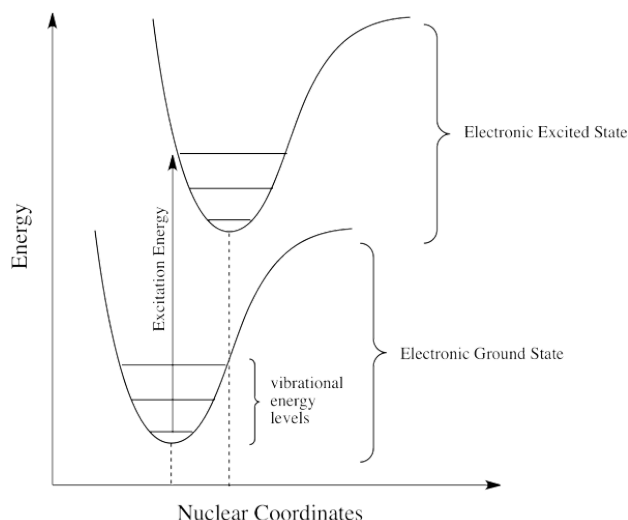 Energy
Excitation Energy
Electronic Excited State
Electronic Ground State
vibrational
energy
levels
Nuclear Coordinates